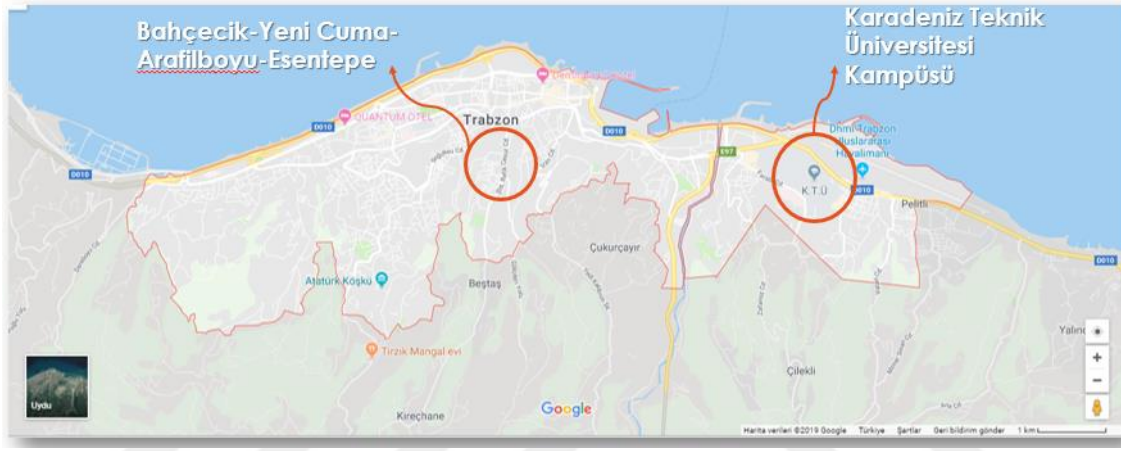 Bahçecik-Yeni Cuma-
Arafilboyu-Esentepe
Karadeniz Teknik
Üniversitesi
Kampüsü
QUANTUM OTEL
D010
Trabzon
D010
E97
Dhmi Trabzon
Uluslararası
Havalimanı
K.T.Ü
D010
Pelitli
D010
D010
Çukurçayır
Atatürk Köşkü
Beştaş
Tirzik Mangal evi
Çilekli
Kireçhane
Uydu
Google
Harita verileri ©2019 Google Türkiye Şartlar Geri bildirim gönder 1 km